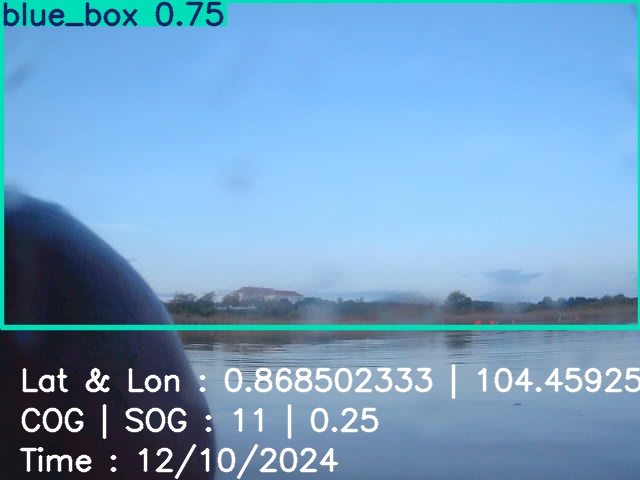 blue_box 0.75
Lat & Lon : 0.868502333 | 104.45925
COG | SOG : 11 | 0.25
Time : 12/10/2024